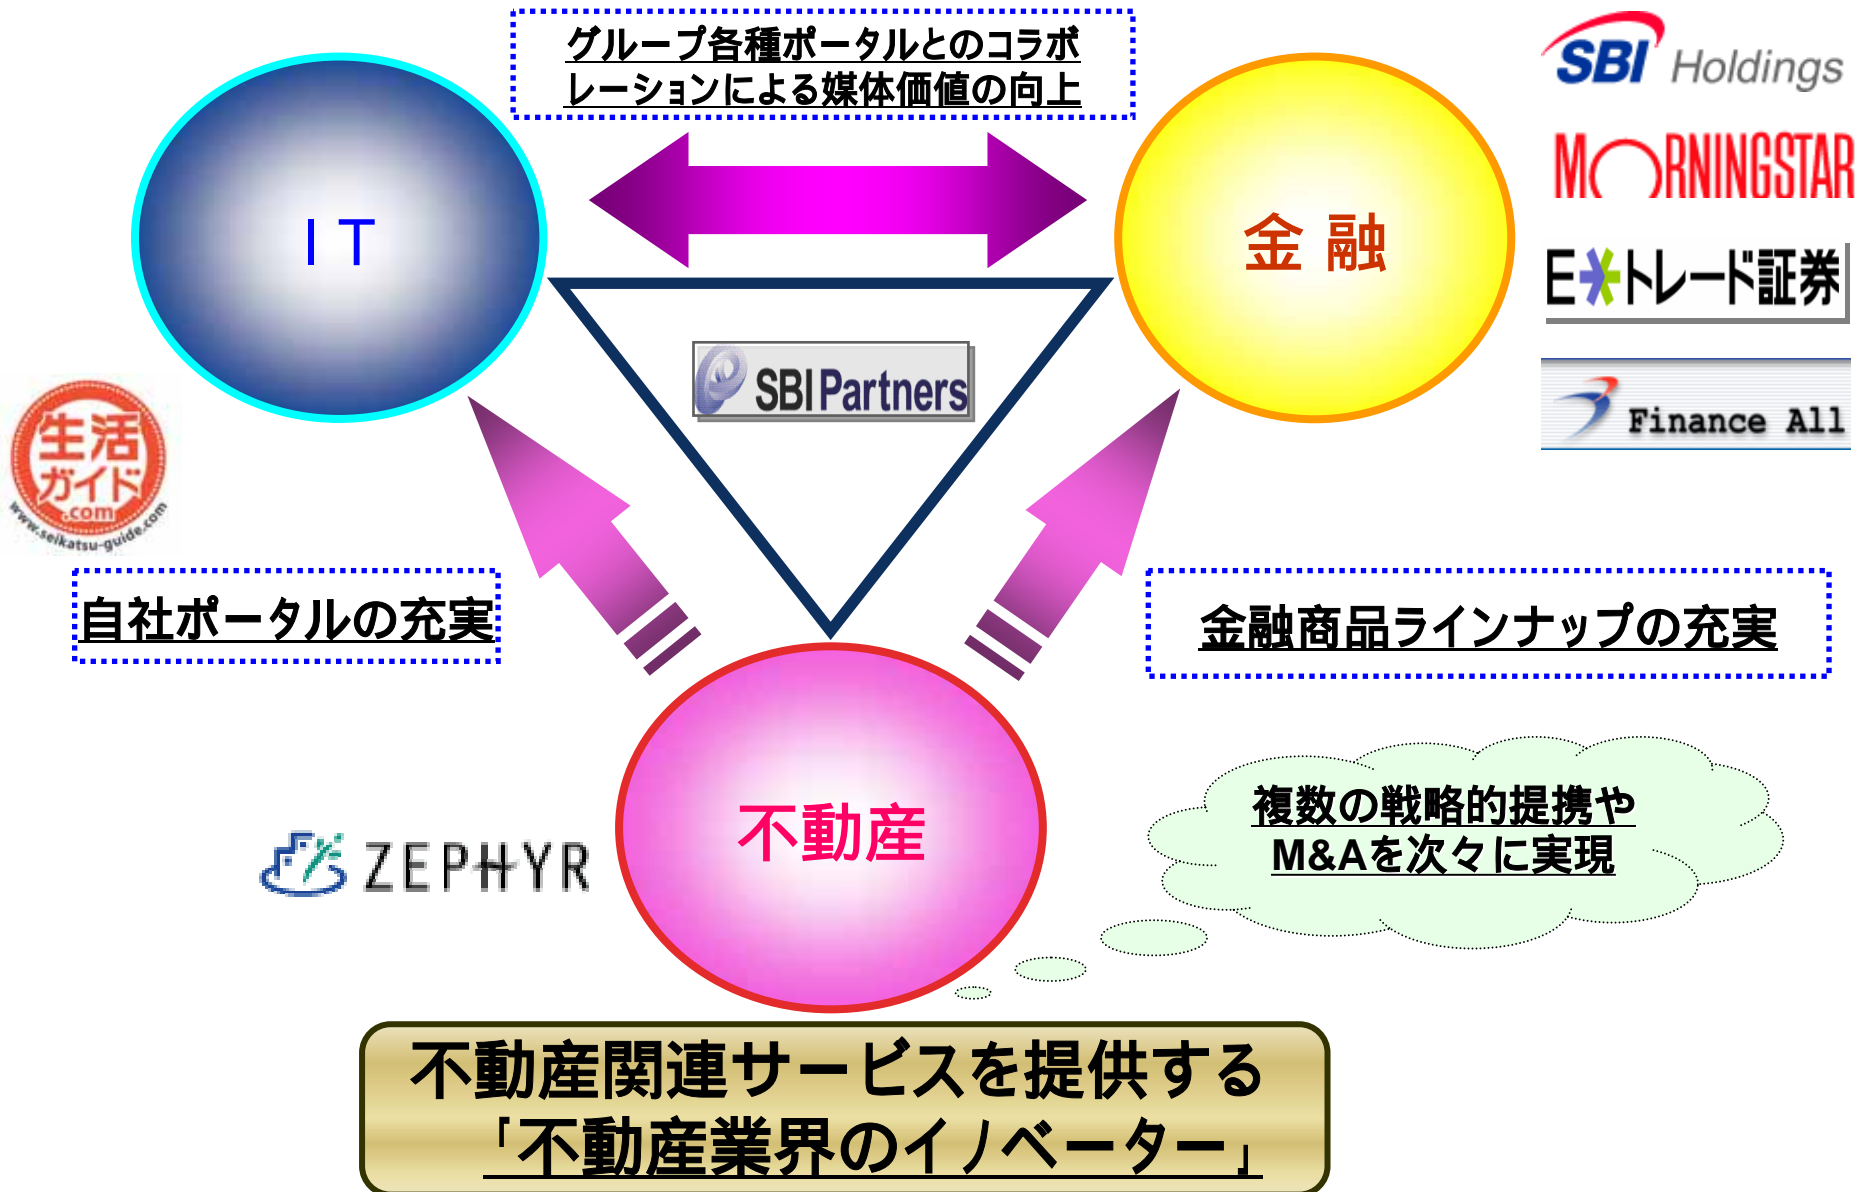 グループ各種ポータルとのコラボ
レーションによる媒体価値の向上
SBI Holdings
MORNINGSTAR
E*トレード証券
Finance All
IT
金融
SBI Partners
生活
ガイド
.com
www.seikatsu-guide.com
自社ポータルの充実
金融商品ラインナップの充実
不動産
ZEPHYR
複数の戦略的提携や
M&Aを次々に実現
不動産関連サービスを提供する
「不動産業界のイノベーター」